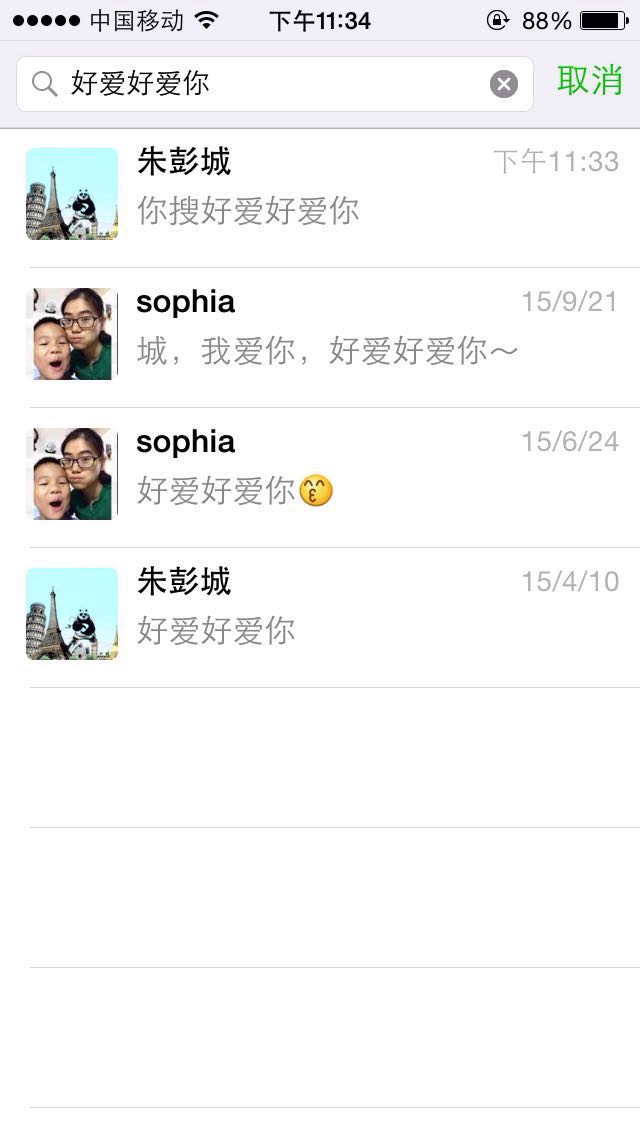 中国移动 下午11:34 88%
好爱好爱你 取消
朱彭城 下午11:33
你搜好爱好爱你
sophia 15/9/21
城，我爱你，好爱好爱你～
sophia 15/6/24
好爱好爱你😙
朱彭城 15/4/10
好爱好爱你